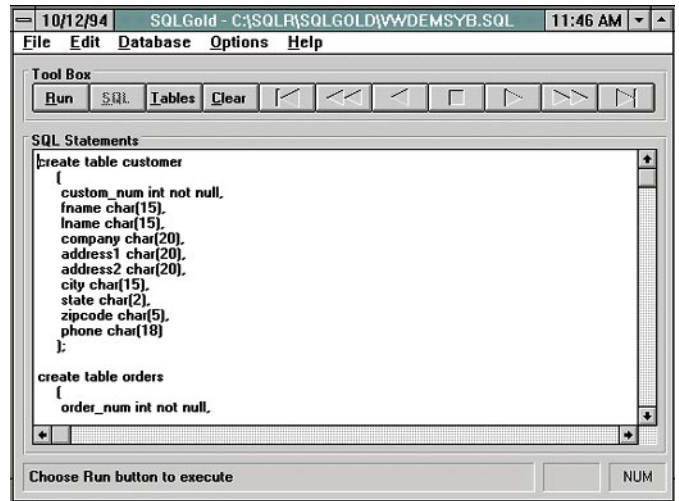 10/12/94 SQLGold - C:\SQLR\SQLGOLD\VWDEMSYB.SQL 11:46 AM
File Edit Database Options Help
Tool Box
Run SQL Tables Clear
SQL Statements
create table customer
(
custom_num int not null,
fname char(15),
lname char(15),
company char(20),
address1 char(20),
address2 char(20),
city char(15),
state char(2),
zipcode char(5),
phone char(18)
);
create table orders
(
order_num int not null,
Choose Run button to execute NUM